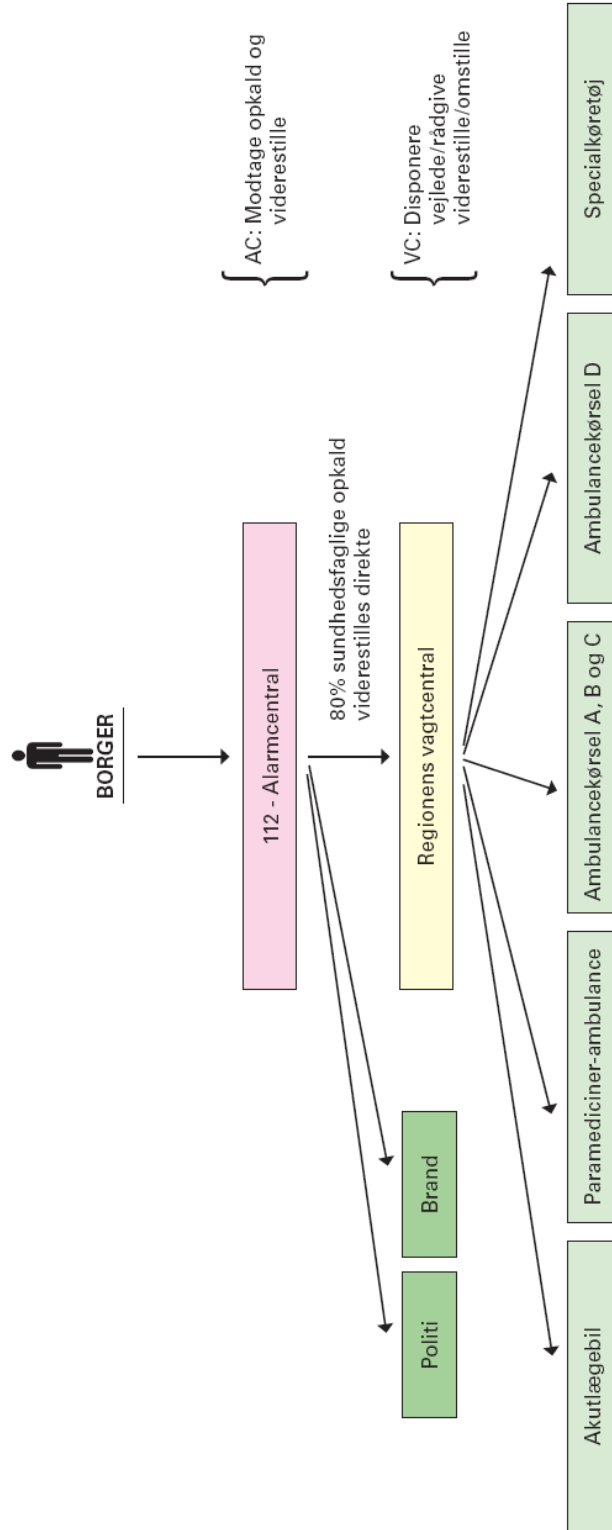 BORGER
112 - Alarmcentral
AC: Modtage opkald og
viderestille
80% sundhedsfaglige opkald
viderestilles direkte
Politi
Brand
Regionens vagtcentral
VC: Disponere
vejlede/rådgive
viderestille/omstille
Akutlægebil
Paramediciner-ambulance
Ambulancekørsel A, B og C
Ambulancekørsel D
Specialkøretøj